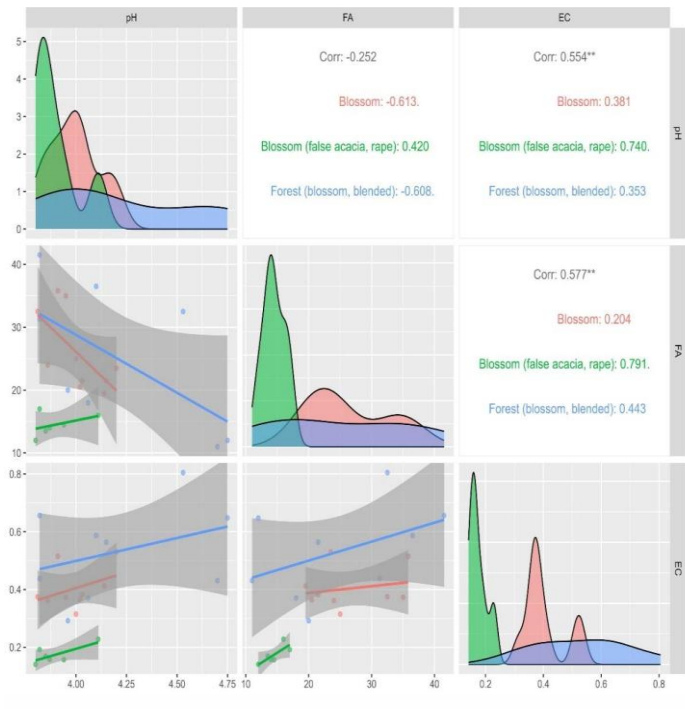 pH
FA
EC
5
4
3
2
1
0
Corr: -0.252
Blossom: -0.613.
Blossom (false acacia, rape): 0.420
Forest (blossom, blended): -0.608.
Corr: 0.554**
Blossom: 0.381
Blossom (false acacia, rape): 0.740.
Forest (blossom, blended): 0.353
pH
40
30
20
10
Corr: 0.577**
Blossom: 0.204
Blossom (false acacia, rape): 0.791.
Forest (blossom, blended): 0.443
FA
0.8
0.6
0.4
0.2
EC
4.00 4.25 4.50 4.75
10 20 30 40
0.2 0.4 0.6 0.8